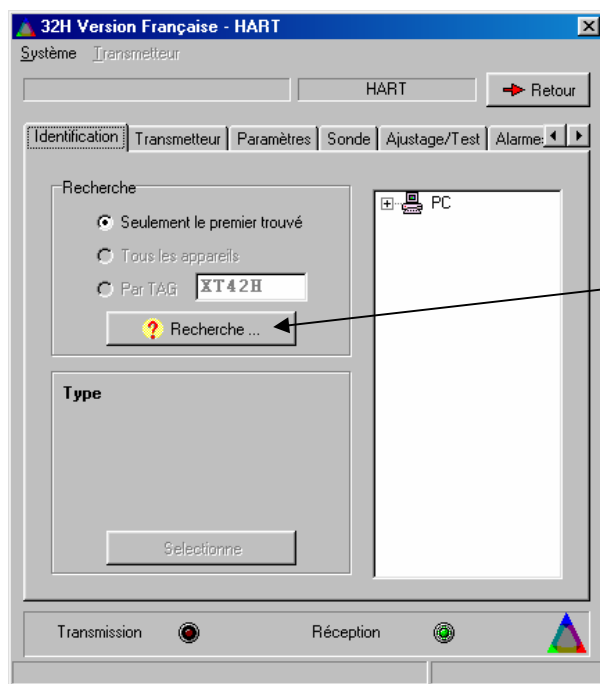 32H Version Française - HART
Système Transmetteur
HART Retour
Identification Transmetteur Paramètres Sonde Ajustage/Test Alarme
Recherche
PC
Seulement le premier trouvé
Tous les appareils
Par TAG XT42H
? Recherche ...
Type
Selectionne
Transmission Réception